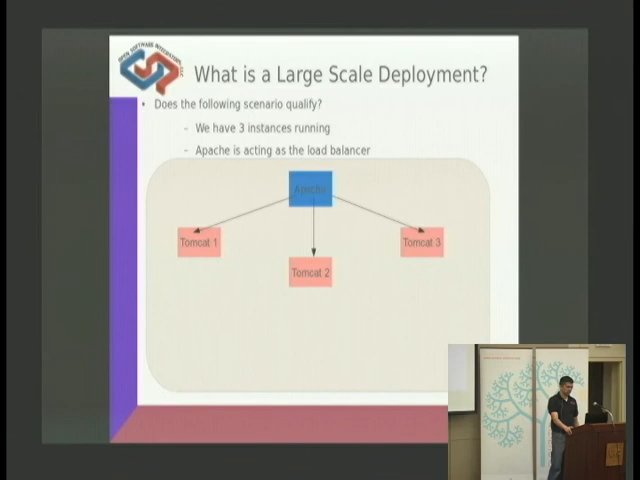 What is a Large Scale Deployment?
• Does the following scenario qualify?
– We have 3 instances running
– Apache is acting as the load balancer
Apache
Tomcat 1
Tomcat 3
Tomcat 2